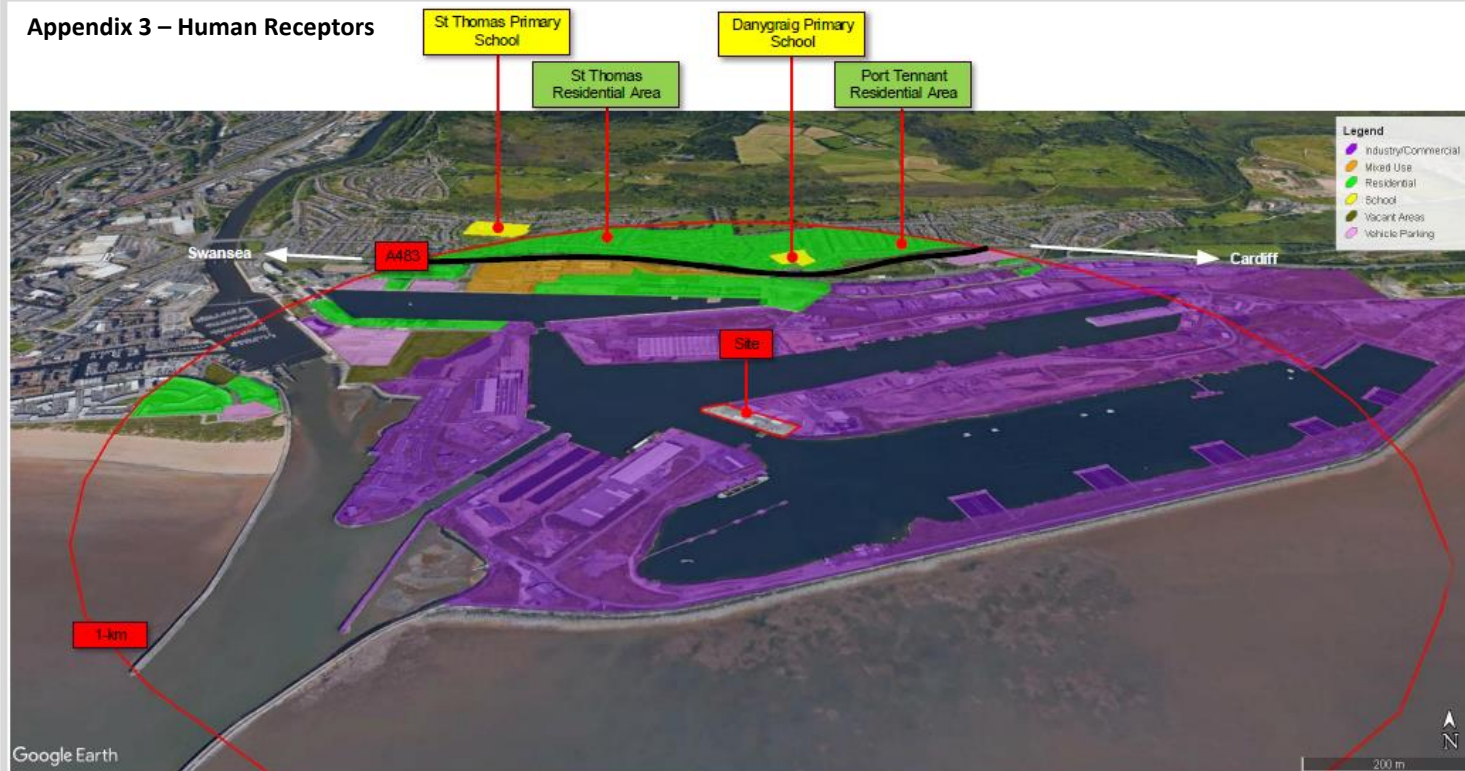 Appendix 3 – Human Receptors
St Thomas Primary
School
Danygraig Primary
School
St Thomas
Residential Area
Port Tennant
Residential Area
Legend
Industry/Commercial
Mixed Use
Residential
School
Vacant Areas
Vehicle Parking
Swansea
A483
Cardiff
Site
1-km
Google Earth
N
200 m